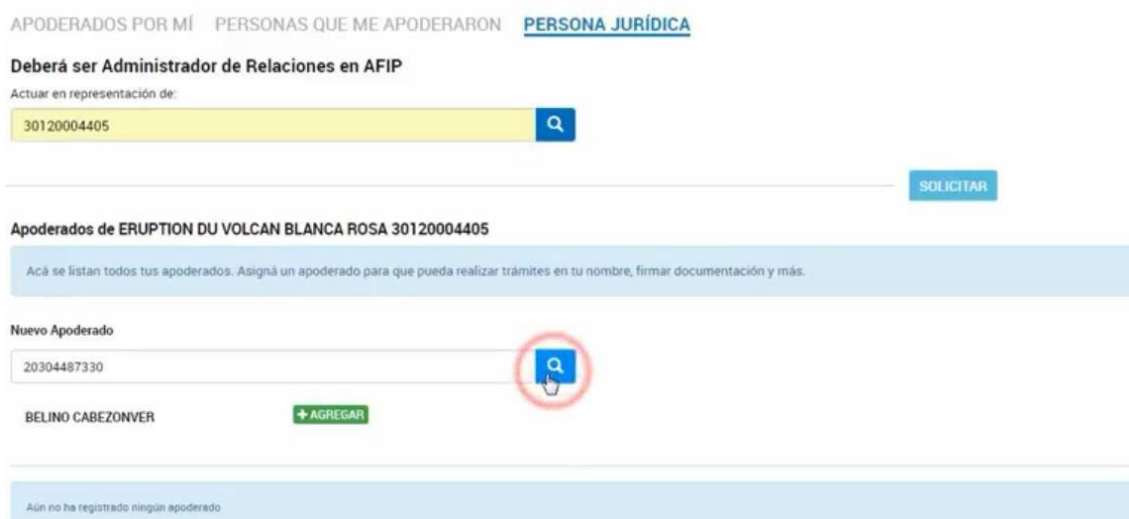 APODERADOS POR MÍ PERSONAS QUE ME APODERARON PERSONA JURÍDICA
Deberá ser Administrador de Relaciones en AFIP
Actuar en representación de:
30120004405
SOLICITAR
Apoderados de ERUPTION DU VOLCAN BLANCA ROSA 30120004405
Acá se listan todos tus apoderados. Asigná un apoderado para que pueda realizar trámites en tu nombre, firmar documentación y más.
Nuevo Apoderado
20304487330
BELINO CABEZONVER + AGREGAR
Aún no ha registrado ningún apoderado